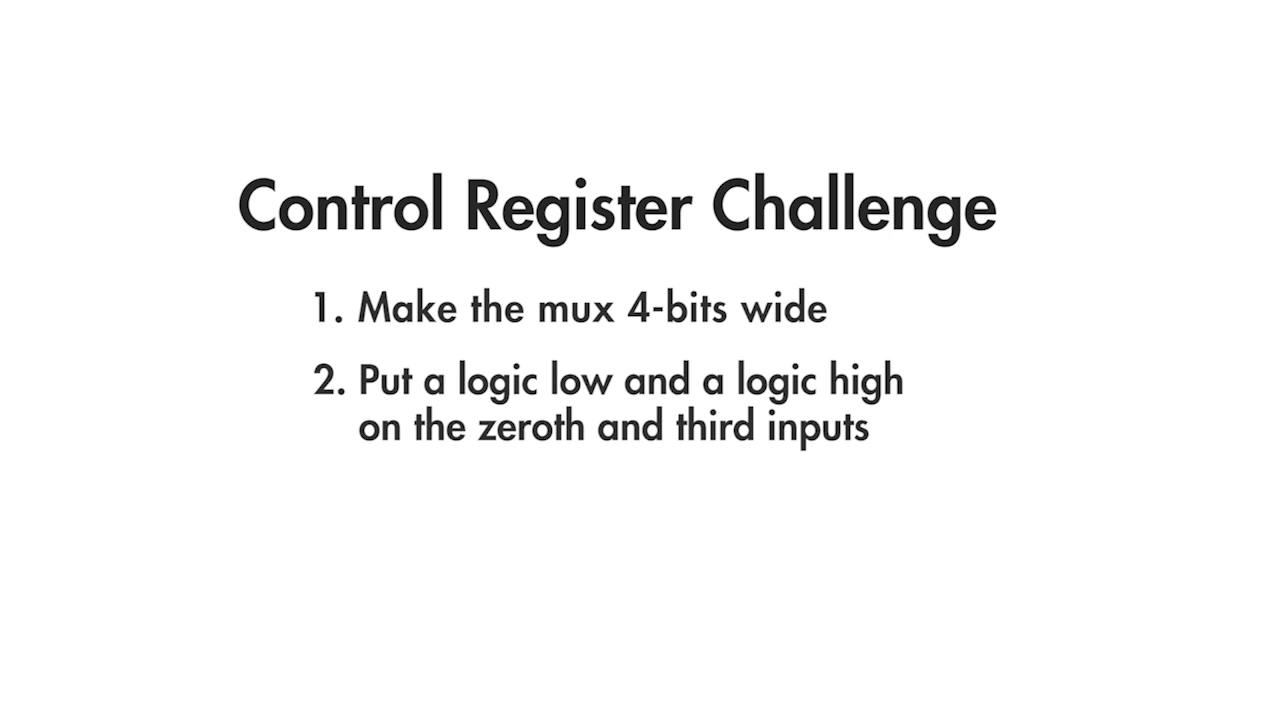 Control Register Challenge
1. Make the mux 4-bits wide
2. Put a logic low and a logic high
on the zeroth and third inputs